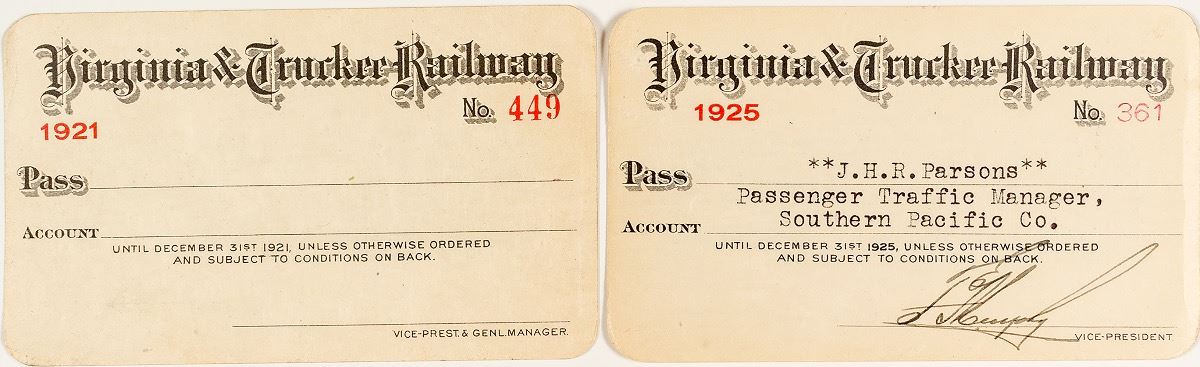 Virginia & Truckee Railway
No. 449
1921
Pass
ACCOUNT
UNTIL DECEMBER 31ST 1921, UNLESS OTHERWISE ORDERED
AND SUBJECT TO CONDITIONS ON BACK.
VICE-PREST. & GENL. MANAGER.
Virginia & Truckee Railway
1925 No. 361
Pass **J.H.R. Parsons**
Passenger Traffic Manager,
ACCOUNT Southern Pacific Co.
UNTIL DECEMBER 31ST 1925, UNLESS OTHERWISE ORDERED
AND SUBJECT TO CONDITIONS ON BACK.
VICE-PRESIDENT